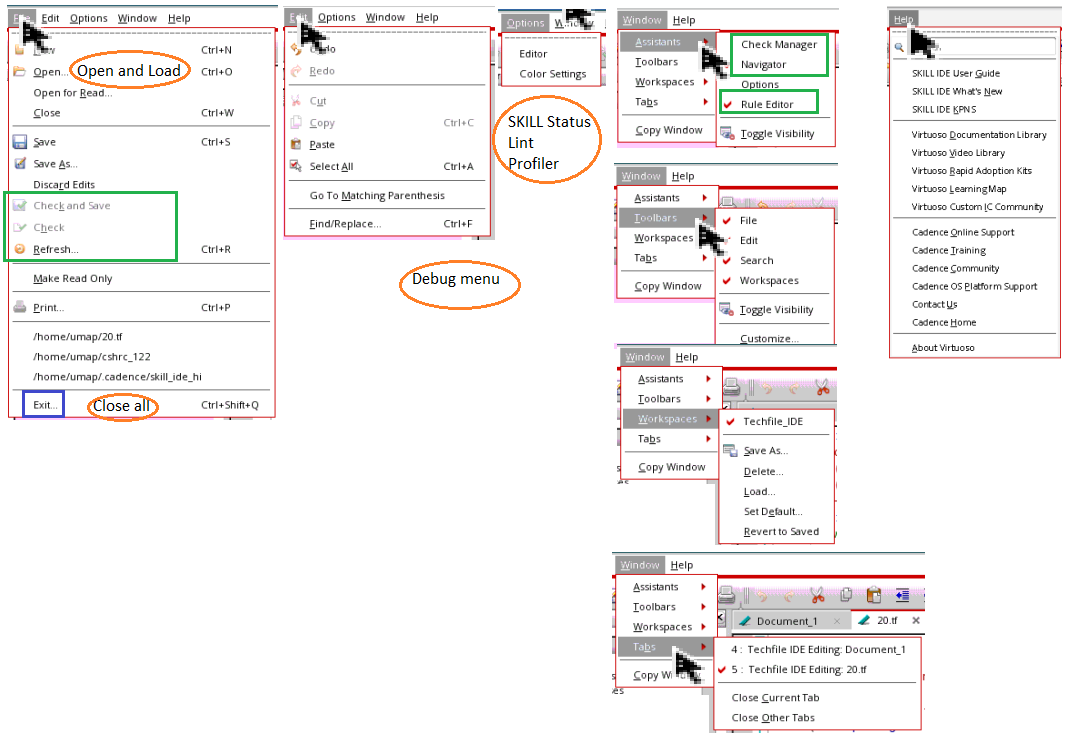 Edit Options Window Help
Ctrl+N
Open... Ctrl+O
Open and Load
Open for Read...
Close Ctrl+W
Save Ctrl+S
Save As...
Discard Edits
Check and Save
Check
Refresh... Ctrl+R
Make Read Only
Print... Ctrl+P
/home/umap/20.tf
/home/umap/cshrc_122
/home/umap/.cadence/skill_ide_hi
Exit... Ctrl+Shift+Q
Close all
Edit Options Window Help
Redo
Cut
Copy Ctrl+C
Paste
Select All Ctrl+A
Go To Matching Parenthesis
Find/Replace... Ctrl+F
Debug menu
Options
Editor
Color Settings
SKILL Status
Lint
Profiler
Window Help
Assistants
Toolbars
Workspaces
Tabs
Copy Window
Check Manager
Navigator
Options
Rule Editor
Toggle Visibility
Window Help
Assistants
Toolbars
Workspaces
Tabs
Copy Window
File
Edit
Search
Workspaces
Toggle Visibility
Customize...
Window Help
Assistants
Toolbars
Workspaces
Tabs
Copy Window
Techfile_IDE
Save As...
Delete...
Load...
Set Default...
Revert to Saved
Window Help
Assistants
Toolbars
Workspaces
Tabs
Document_1
20.tf
4 : Techfile IDE Editing: Document_1
5 : Techfile IDE Editing: 20.tf
Close Current Tab
Close Other Tabs
Help
SKILL IDE User Guide
SKILL IDE What's New
SKILL IDE KPNS
Virtuoso Documentation Library
Virtuoso Video Library
Virtuoso Rapid Adoption Kits
Virtuoso Learning Map
Virtuoso Custom IC Community
Cadence Online Support
Cadence Training
Cadence Community
Cadence OS Platform Support
Contact Us
Cadence Home
About Virtuoso